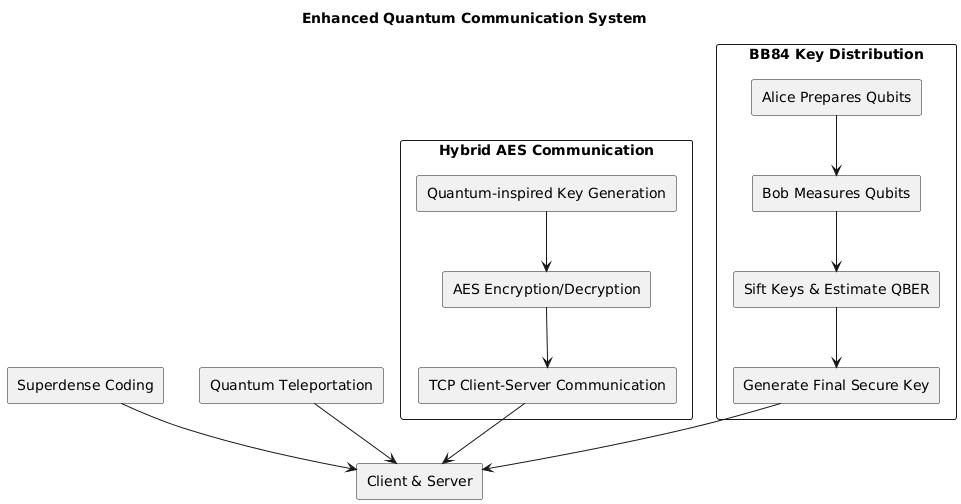 Enhanced Quantum Communication System
BB84 Key Distribution
Alice Prepares Qubits
Bob Measures Qubits
Sift Keys & Estimate QBER
Generate Final Secure Key
Hybrid AES Communication
Quantum-inspired Key Generation
AES Encryption/Decryption
TCP Client-Server Communication
Superdense Coding
Quantum Teleportation
Client & Server